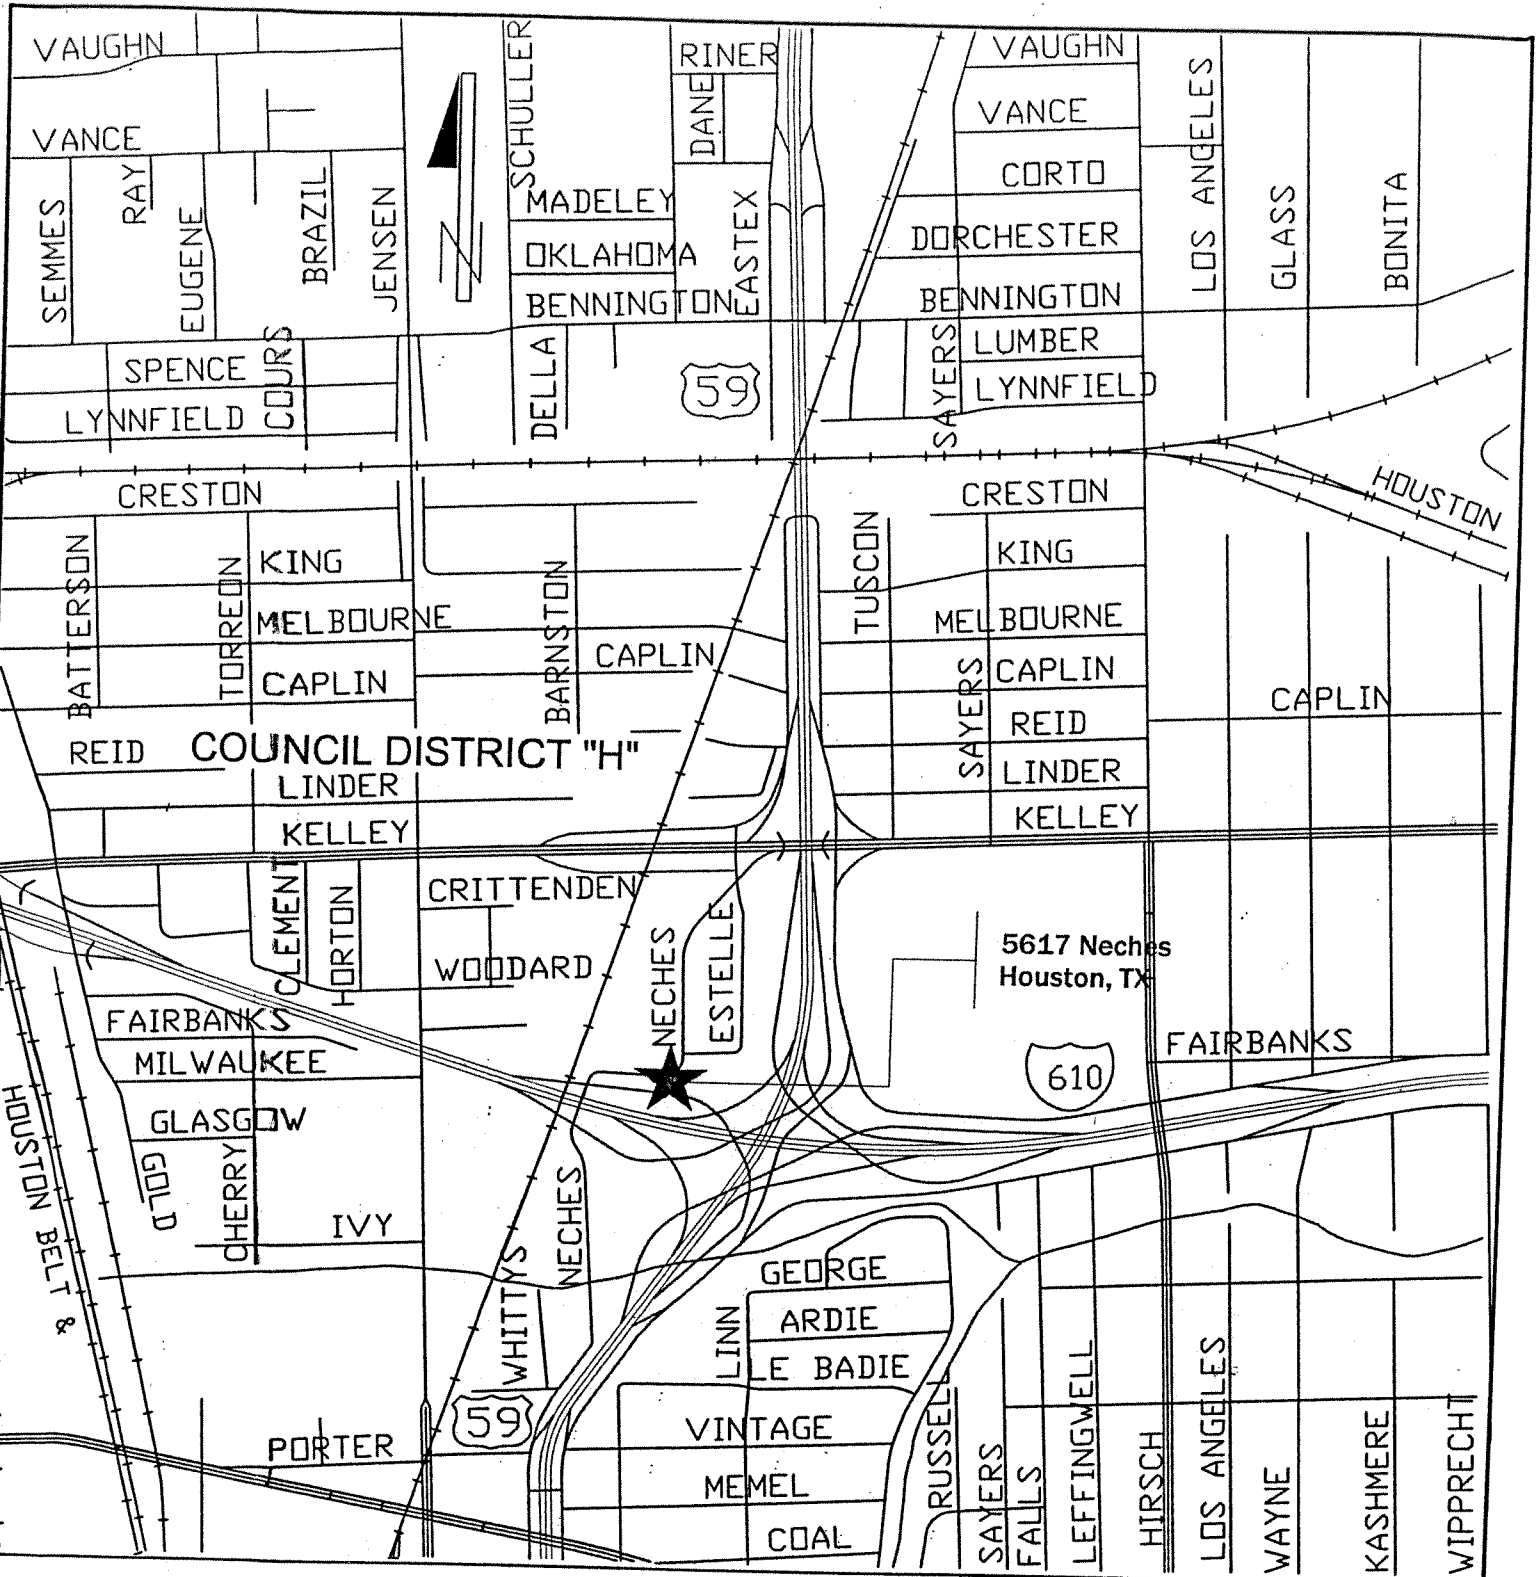 VAUGHN
SCHULLER
RINER
VAUGHN
DANE
VANCE
LOS ANGELES
VANCE
RAY
CORTO
SEMMES
EUGENE
BRAZIL
JENSEN
MADELEY
EASTEX
DORCHESTER
GLASS
BONITA
N
OKLAHOMA
BENNINGTON
BENNINGTON
COURS
DELLA
SAYERS
LUMBER
SPENCE
59
LYNNFIELD
LYNNFIELD
CRESTON
CRESTON
HOUSTON
BATTERSON
TORREON
KING
BARNSTON
TUSCON
KING
MELBOURNE
MELBOURNE
CAPLIN
CAPLIN
SAYERS
CAPLIN
CAPLIN
REID
COUNCIL DISTRICT "H"
REID
LINDER
LINDER
KELLEY
KELLEY
CLEMENT
HORTON
CRITTENDEN
NECHES
ESTELLE
5617 Neches
Houston, TX
WOODARD
FAIRBANKS
FAIRBANKS
MILWAUKEE
610
HOUSTON BELT &
GLASGOW
GOLD
CHERRY
NECHES
IVY
WHITTYS
GEORGE
LINN
ARDIE
LE BADIE
59
RUSSELL
VINTAGE
PORTER
SAYERS
FALLS
LEFFINGWELL
HIRSCH
LOS ANGELES
WAYNE
KASHMERE
WIPPRECHT
MEMEL
COAL